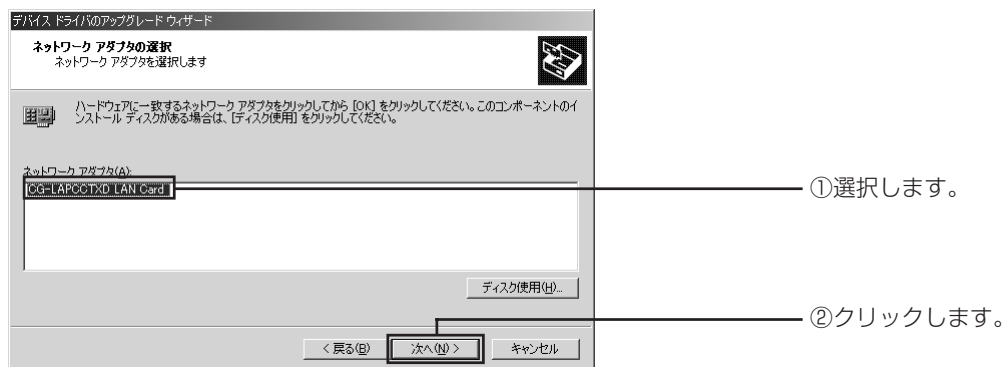 デバイス ドライバのアップグレード ウィザード
ネットワーク アダプタの選択
ネットワーク アダプタを選択します
ハードウェアに一致するネットワーク アダプタをクリックしてから [OK] をクリックしてください。このコンポーネントのイ
ンストール ディスクがある場合は、[ディスク使用] をクリックしてください。
ネットワーク アダプタ(A):
CG-LAPCCTXD LAN Card
①選択します。
ディスク使用(H)...
②クリックします。
< 戻る(B)
次へ(N) >
キャンセル